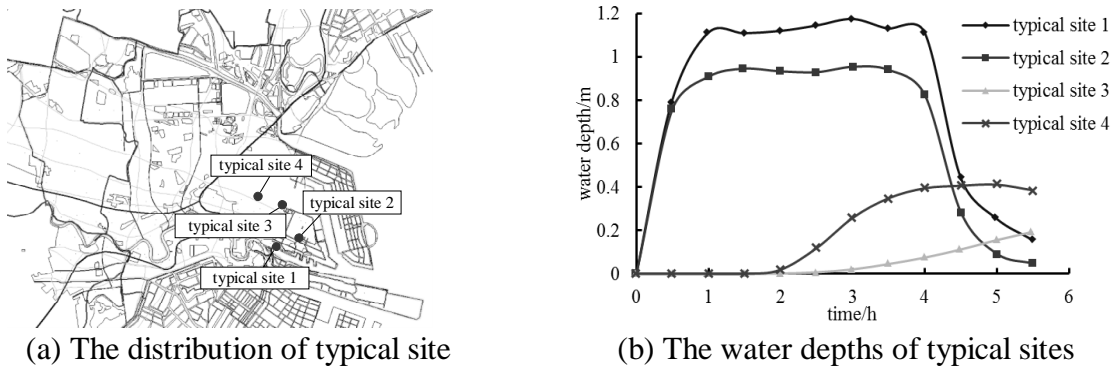 typical site 4
typical site 2
typical site 3
typical site 1
(a) The distribution of typical site
1.2
1
0.8
0.6
0.4
0.2
0
water depth/m
0 1 2 3 4 5 6
time/h
typical site 1
typical site 2
typical site 3
typical site 4
(b) The water depths of typical sites